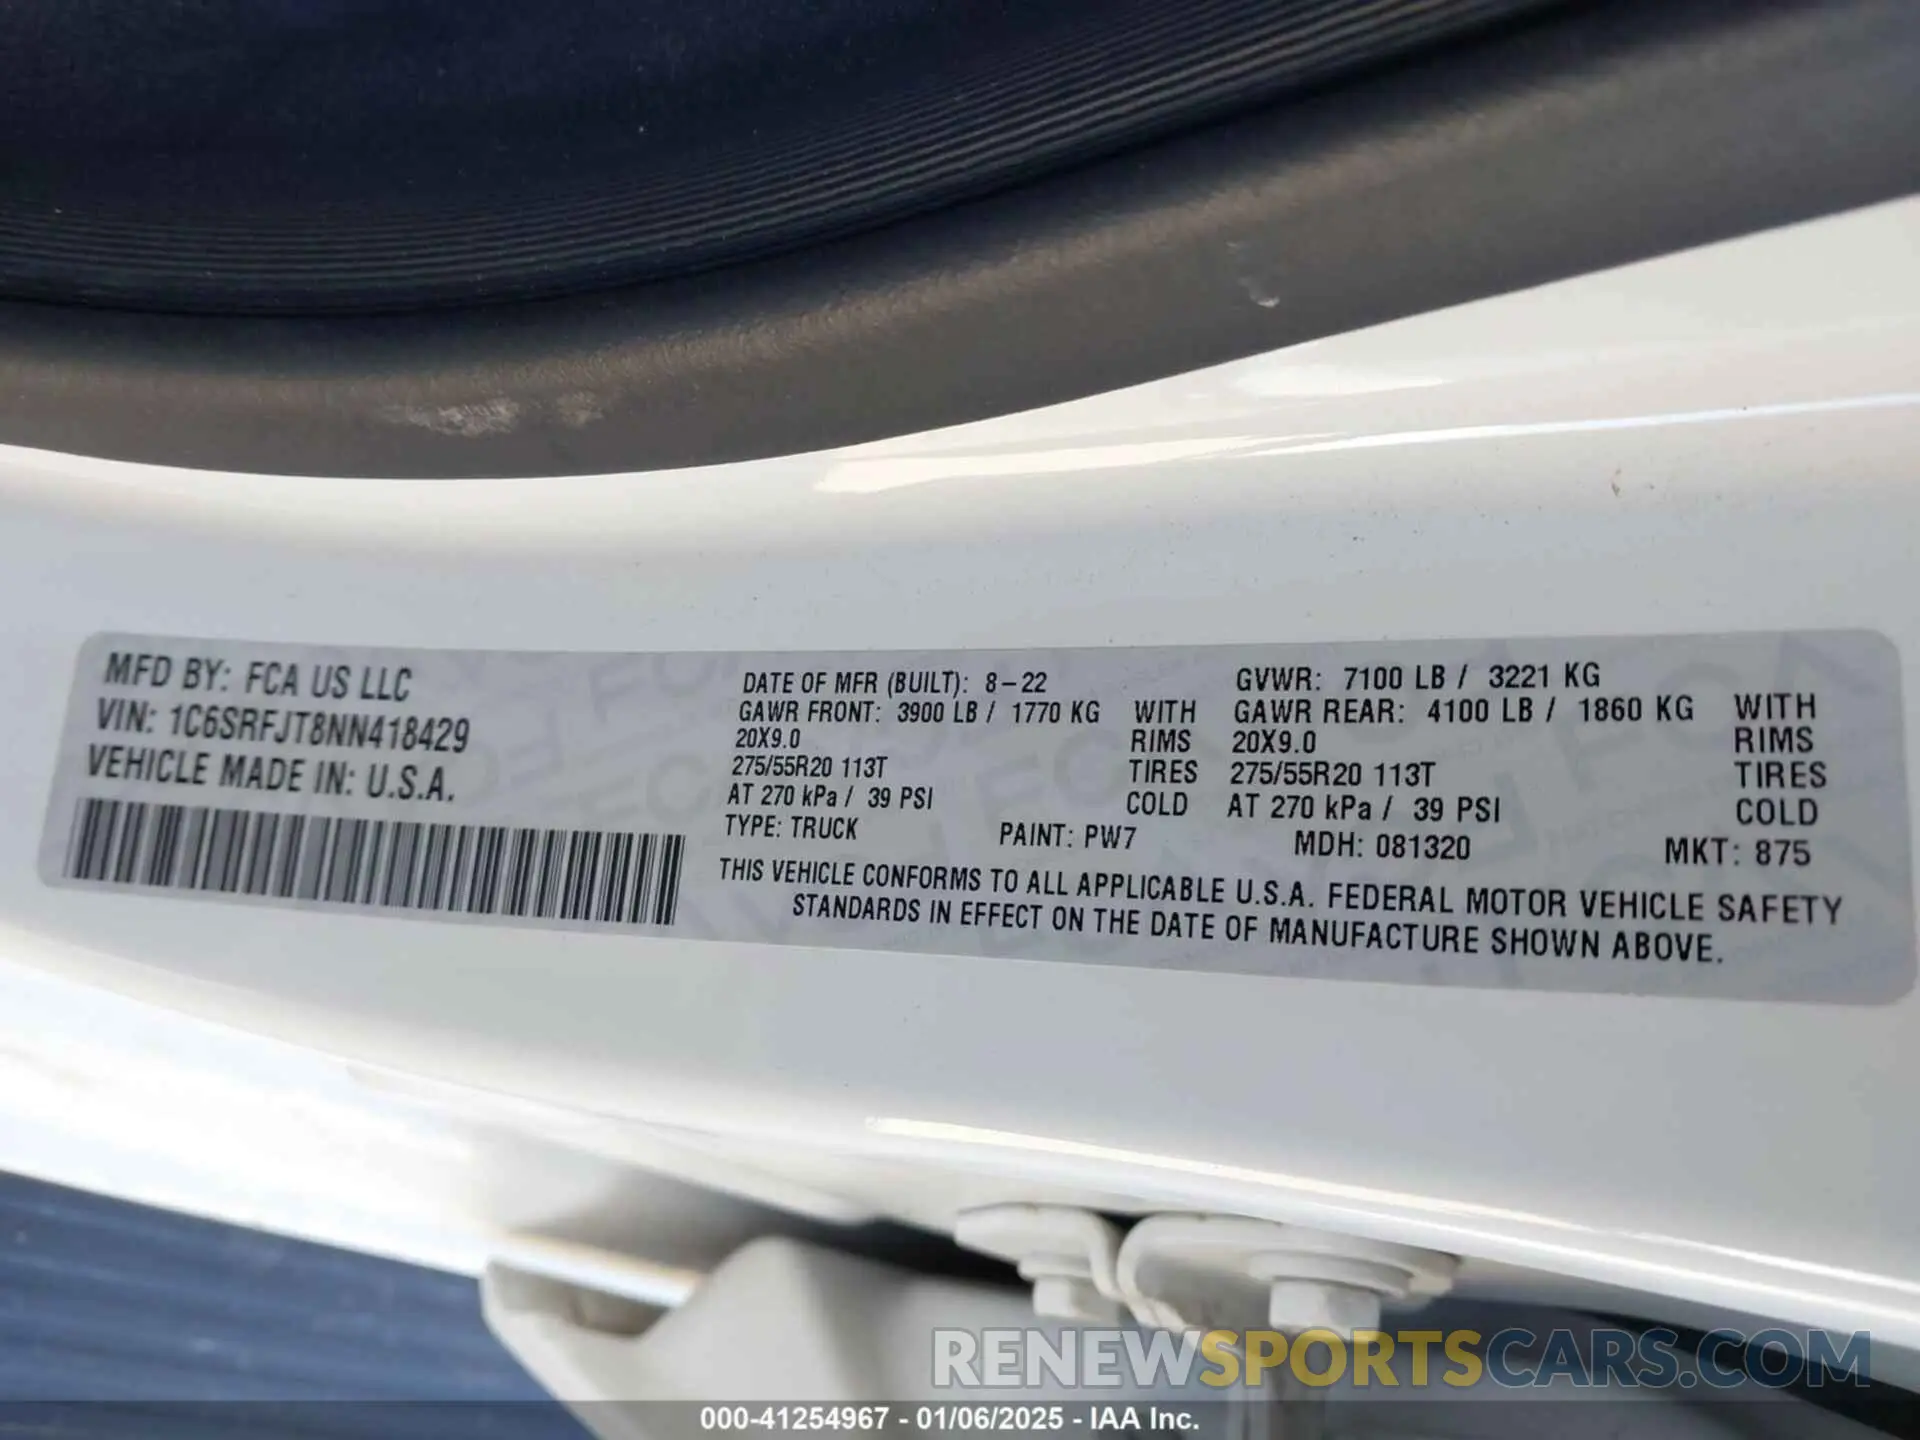 MFD BY: FCA US LLC
VIN: 1C6SRFJT8NN418429
VEHICLE MADE IN: U.S.A.
DATE OF MFR (BUILT): 8-22 GVWR: 7100 LB / 3221 KG
GAWR FRONT: 3900 LB / 1770 KG WITH GAWR REAR: 4100 LB / 1860 KG WITH
20X9.0 RIMS 20X9.0 RIMS
275/55R20 113T TIRES 275/55R20 113T TIRES
AT 270 kPa / 39 PSI COLD AT 270 kPa / 39 PSI COLD
TYPE: TRUCK PAINT: PW7 MDH: 081320 MKT: 875
THIS VEHICLE CONFORMS TO ALL APPLICABLE U.S.A. FEDERAL MOTOR VEHICLE SAFETY
STANDARDS IN EFFECT ON THE DATE OF MANUFACTURE SHOWN ABOVE.
RENEWSPORTSCARS.COM
000-41254967 - 01/06/2025 - IAA Inc.